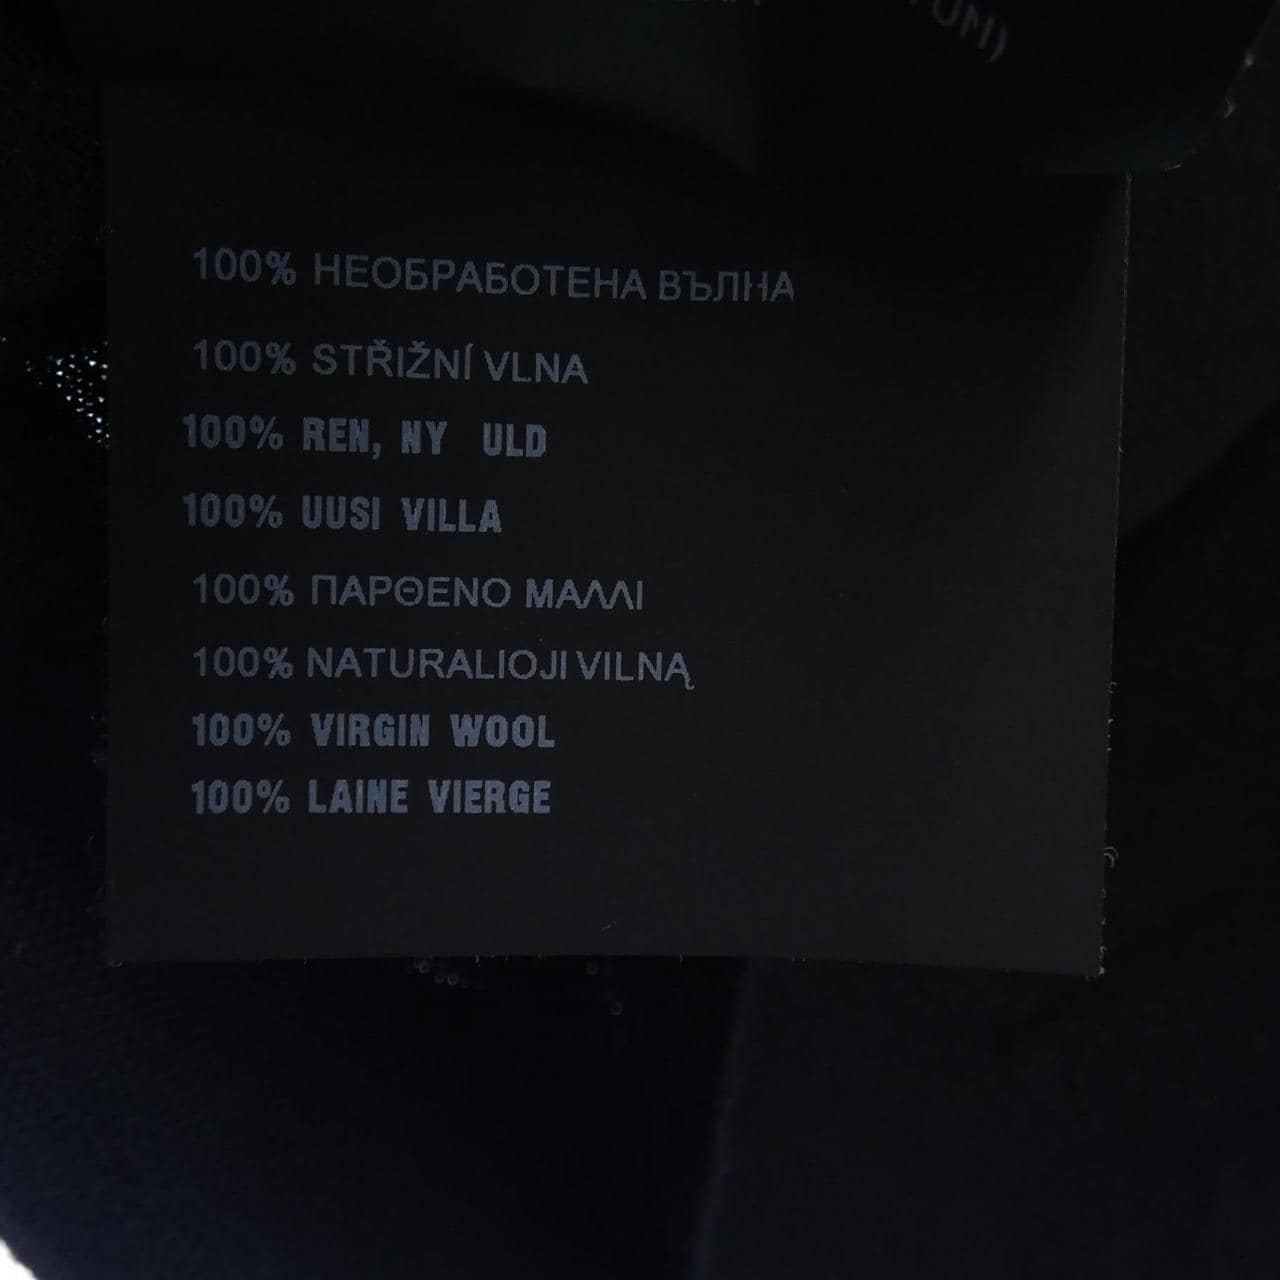 TUM)
100% НЕОБРАБОТЕНА ВЪЛНА
100% STŘIŽNÍ VLNA
100% REN, NY ULD
100% UUSI VILLA
100% ΠΑΡΘΕΝΟ ΜΑΛΛΙ
100% NATURALIOJI VILNĄ
100% VIRGIN WOOL
100% LAINE VIERGE